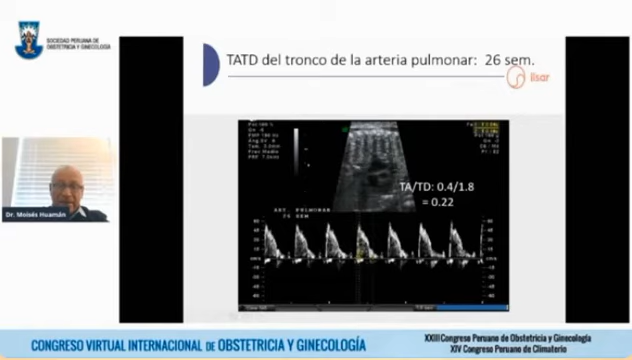 SOCIEDAD PERUANA DE
OBSTETRICIA Y GINECOLOGÍA
TATD del tronco de la arteria pulmonar: 26 sem.
lisar
TA/TD: 0.4/1.8
= 0.22
ART PULMONAR
Dr. Moisés Huamán
CONGRESO VIRTUAL INTERNACIONAL DE OBSTETRICIA Y GINECOLOGÍA
XXIII Congreso Peruano de Obstetricia y Ginecología
XIV Congreso Peruano de Climaterio